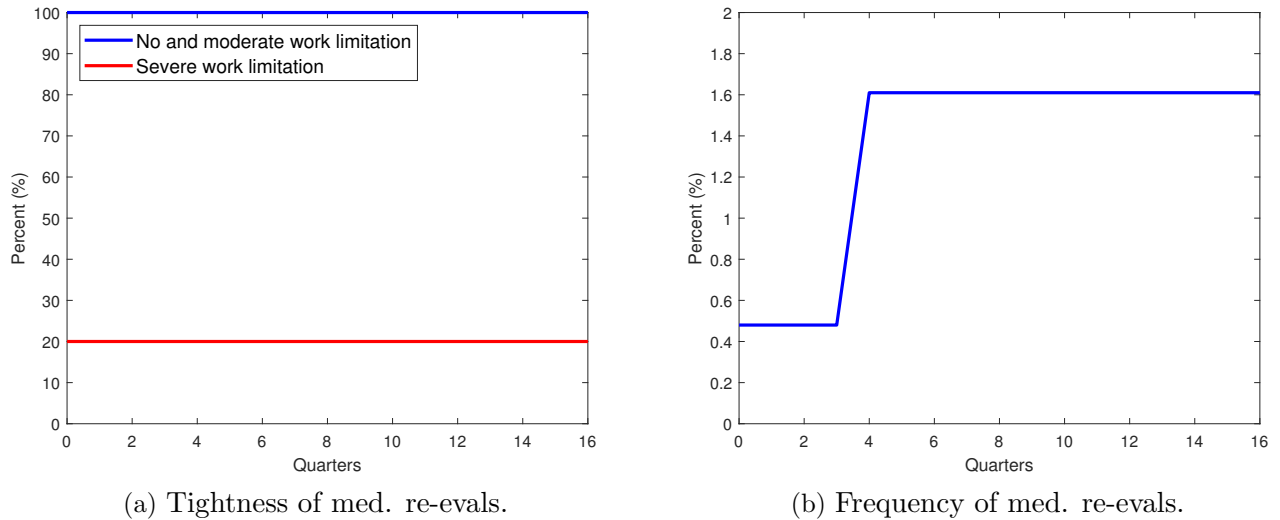 100
90
80
70
60
50
40
30
20
10
0
Percent (%)
No and moderate work limitation
Severe work limitation
0 2 4 6 8 10 12 14 16
Quarters
(a) Tightness of med. re-evals.
2
1.8
1.6
1.4
1.2
1
0.8
0.6
0.4
0.2
0
Percent (%)
0 2 4 6 8 10 12 14 16
Quarters
(b) Frequency of med. re-evals.